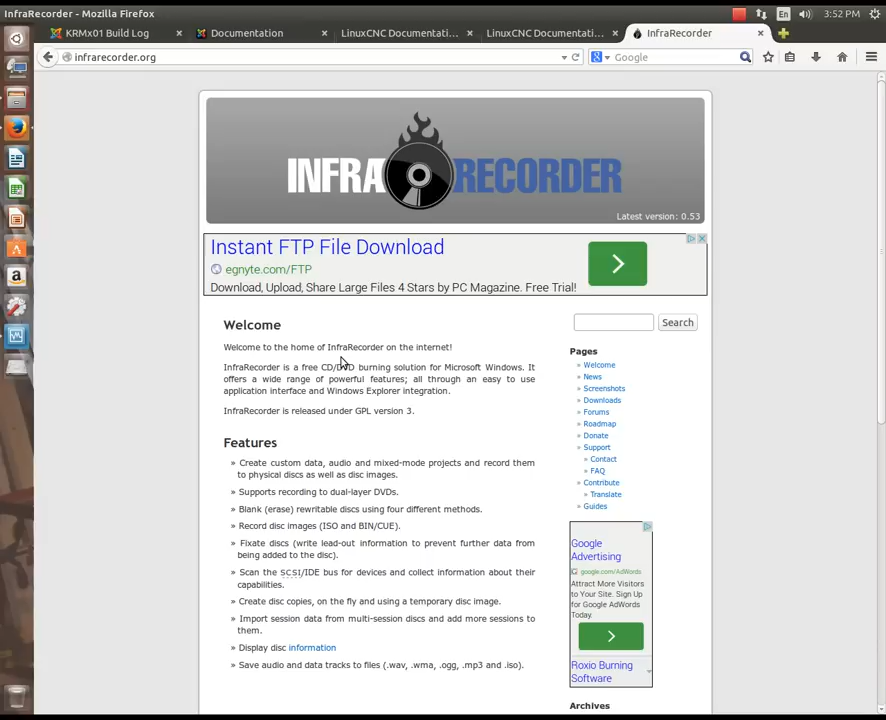 InfraRecorder - Mozilla Firefox
En
3:52 PM
KRMx01 Build Log
Documentation
LinuxCNC Documentati...
LinuxCNC Documentati...
InfraRecorder
infrarecorder.org
Google
INFRARECORDER
Latest version: 0.53
Instant FTP File Download
egnyte.com/FTP
Download, Upload, Share Large Files 4 Stars by PC Magazine. Free Trial!
Welcome
Welcome to the home of InfraRecorder on the internet!
InfraRecorder is a free CD/DVD burning solution for Microsoft Windows. It
offers a wide range of powerful features; all through an easy to use
application interface and Windows Explorer integration.
InfraRecorder is released under GPL version 3.
Features
» Create custom data, audio and mixed-mode projects and record them
to physical discs as well as disc images.
» Supports recording to dual-layer DVDs.
» Blank (erase) rewritable discs using four different methods.
» Record disc images (ISO and BIN/CUE).
» Fixate discs (write lead-out information to prevent further data from
being added to the disc).
» Scan the SCSI/IDE bus for devices and collect information about their
capabilities.
» Create disc copies, on the fly and using a temporary disc image.
» Import session data from multi-session discs and add more sessions to
them.
» Display disc information
» Save audio and data tracks to files (.wav, .wma, .ogg, .mp3 and .iso).
Search
Pages
» Welcome
» News
» Screenshots
» Downloads
» Forums
» Roadmap
» Donate
» Support
» Contact
» FAQ
» Contribute
» Translate
» Guides
Google
Advertising
google.com/AdWords
Attract More Visitors
to Your Site. Sign Up
for Google AdWords
Today.
Roxio Burning
Software
Archives